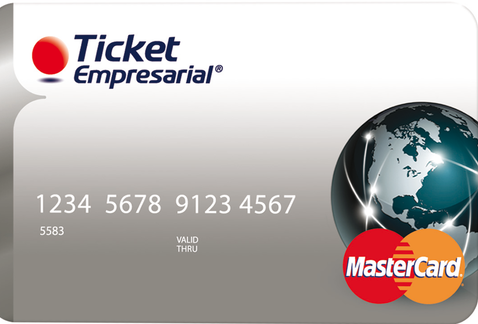 Ticket
Empresarial®
1234 5678 9123 4567
5583
VALID
THRU
MasterCard